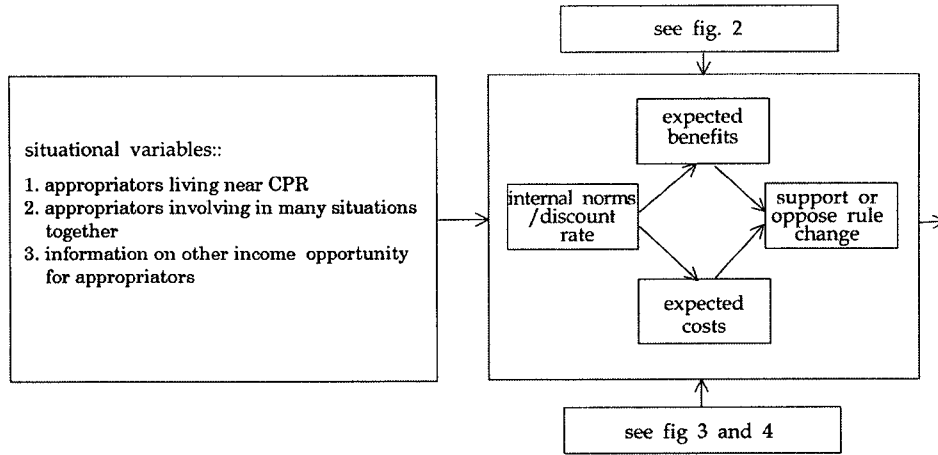 see fig. 2
situational variables::
1. appropriators living near CPR
2. appropriators involving in many situations
together
3. information on other income opportunity
for appropriators
expected
benefits
internal norms
/discount
rate
support or
oppose rule
change
expected
costs
see fig 3 and 4